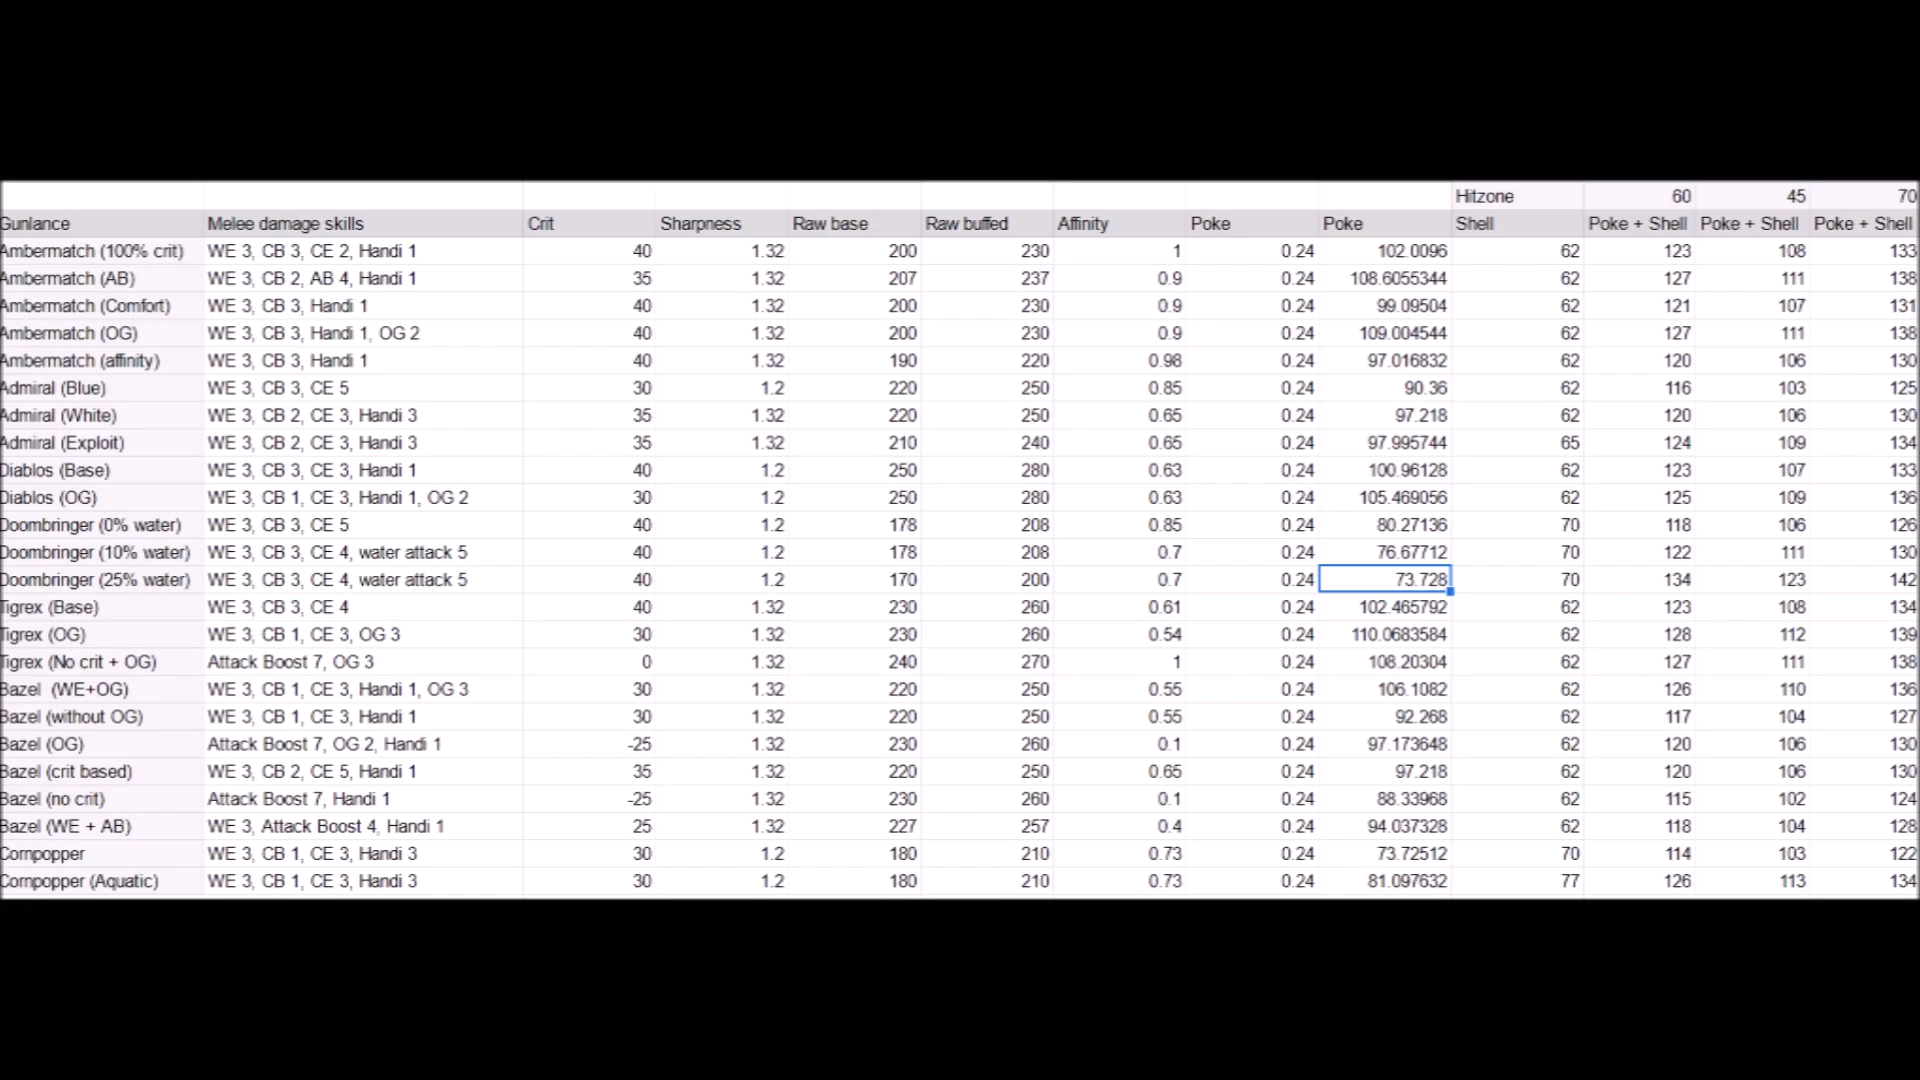 Hitzone 60 45 70
Gunlance Melee damage skills Crit Sharpness Raw base Raw buffed Affinity Poke Poke Shell Poke + Shell Poke + Shell Poke + Shell
Ambermatch (100% crit) WE 3, CB 3, CE 2, Handi 1 40 1.32 200 230 1 0.24 102.0096 62 123 108 133
Ambermatch (AB) WE 3, CB 2, AB 4, Handi 1 35 1.32 207 237 0.9 0.24 108.6055344 62 127 111 138
Ambermatch (Comfort) WE 3, CB 3, Handi 1 40 1.32 200 230 0.9 0.24 99.09504 62 121 107 131
Ambermatch (OG) WE 3, CB 3, Handi 1, OG 2 40 1.32 200 230 0.9 0.24 109.004544 62 127 111 138
Ambermatch (affinity) WE 3, CB 3, Handi 1 40 1.32 190 220 0.98 0.24 97.016832 62 120 106 130
Admiral (Blue) WE 3, CB 3, CE 5 30 1.2 220 250 0.85 0.24 90.36 62 116 103 125
Admiral (White) WE 3, CB 2, CE 3, Handi 3 35 1.32 220 250 0.65 0.24 97.218 62 120 106 130
Admiral (Exploit) WE 3, CB 2, CE 3, Handi 3 35 1.32 210 240 0.65 0.24 97.995744 65 124 109 134
Diablos (Base) WE 3, CB 3, CE 3, Handi 1 40 1.2 250 280 0.63 0.24 100.96128 62 123 107 133
Diablos (OG) WE 3, CB 1, CE 3, Handi 1, OG 2 30 1.2 250 280 0.63 0.24 105.469056 62 125 109 136
Doombringer (0% water) WE 3, CB 3, CE 5 40 1.2 178 208 0.85 0.24 80.27136 70 118 106 126
Doombringer (10% water) WE 3, CB 3, CE 4, water attack 5 40 1.2 178 208 0.7 0.24 76.67712 70 122 111 130
Doombringer (25% water) WE 3, CB 3, CE 4, water attack 5 40 1.2 170 200 0.7 0.24 73.728 70 134 123 142
Tigrex (Base) WE 3, CB 3, CE 4 40 1.32 230 260 0.61 0.24 102.465792 62 123 108 134
Tigrex (OG) WE 3, CB 1, CE 3, OG 3 30 1.32 230 260 0.54 0.24 110.0683584 62 128 112 139
Tigrex (No crit + OG) Attack Boost 7, OG 3 0 1.32 240 270 1 0.24 108.20304 62 127 111 138
Bazel (WE+OG) WE 3, CB 1, CE 3, Handi 1, OG 3 30 1.32 220 250 0.55 0.24 106.1082 62 126 110 136
Bazel (without OG) WE 3, CB 1, CE 3, Handi 1 30 1.32 220 250 0.55 0.24 92.268 62 117 104 127
Bazel (OG) Attack Boost 7, OG 2, Handi 1 -25 1.32 230 260 0.1 0.24 97.173648 62 120 106 130
Bazel (crit based) WE 3, CB 2, CE 5, Handi 1 35 1.32 220 250 0.65 0.24 97.218 62 120 106 130
Bazel (no crit) Attack Boost 7, Handi 1 -25 1.32 230 260 0.1 0.24 88.33968 62 115 102 124
Bazel (WE + AB) WE 3, Attack Boost 4, Handi 1 25 1.32 227 257 0.4 0.24 94.037328 62 118 104 128
Cornpopper WE 3, CB 1, CE 3, Handi 3 30 1.2 180 210 0.73 0.24 73.72512 70 114 103 122
Cornpopper (Aquatic) WE 3, CB 1, CE 3, Handi 3 30 1.2 180 210 0.73 0.24 81.097632 77 126 113 134